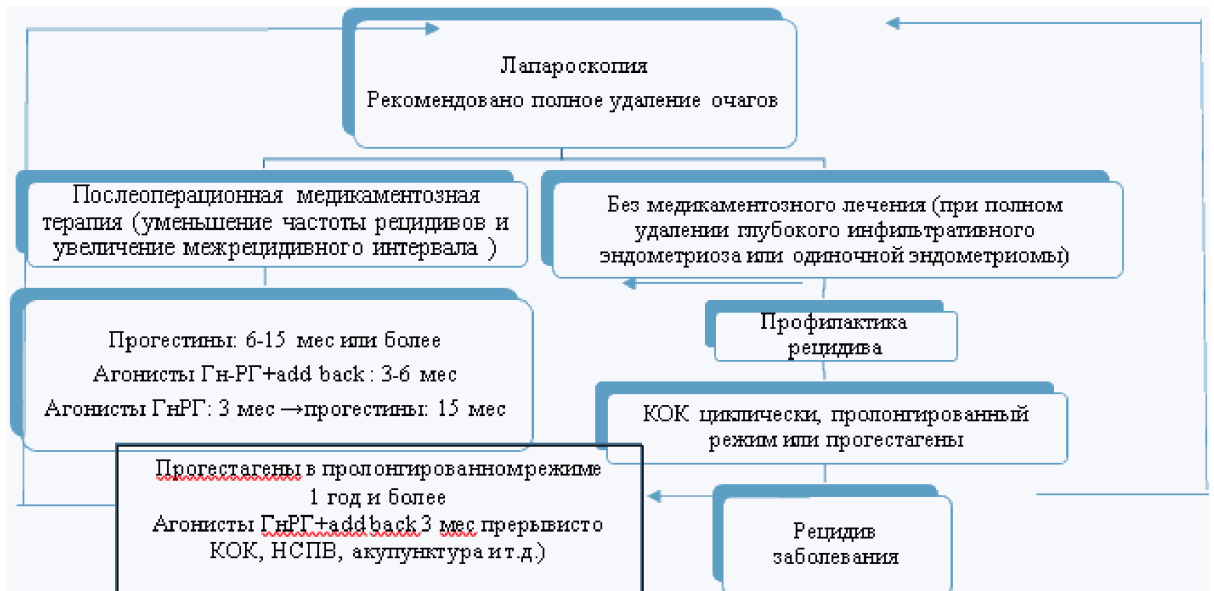 Лапароскопия
Рекомендовано полное удаление очагов
Послеоперационная медикаментозная
терапия (уменьшение частоты рецидивов и
увеличение межрецидивного интервала )
Без медикаментозного лечения (при полном
удалении глубокого инфильтративного
эндометриоза или одиночной эндометриомы)
Прогестины: 6-15 мес или более
Агонисты Гн-РГ+add back : 3-6 мес
Агонисты ГнРГ: 3 мес →прогестины: 15 мес
Профилактика
рецидива
КОК циклически, пролонгированный
режим или прогестагены
Прогестагены в пролонгированномрежиме
1 год и более
Агонисты ГнРГ+add back 3 мес прерывисто
КОК, НСПВ, акупунктура и т.д.)
Рецидив
заболевания